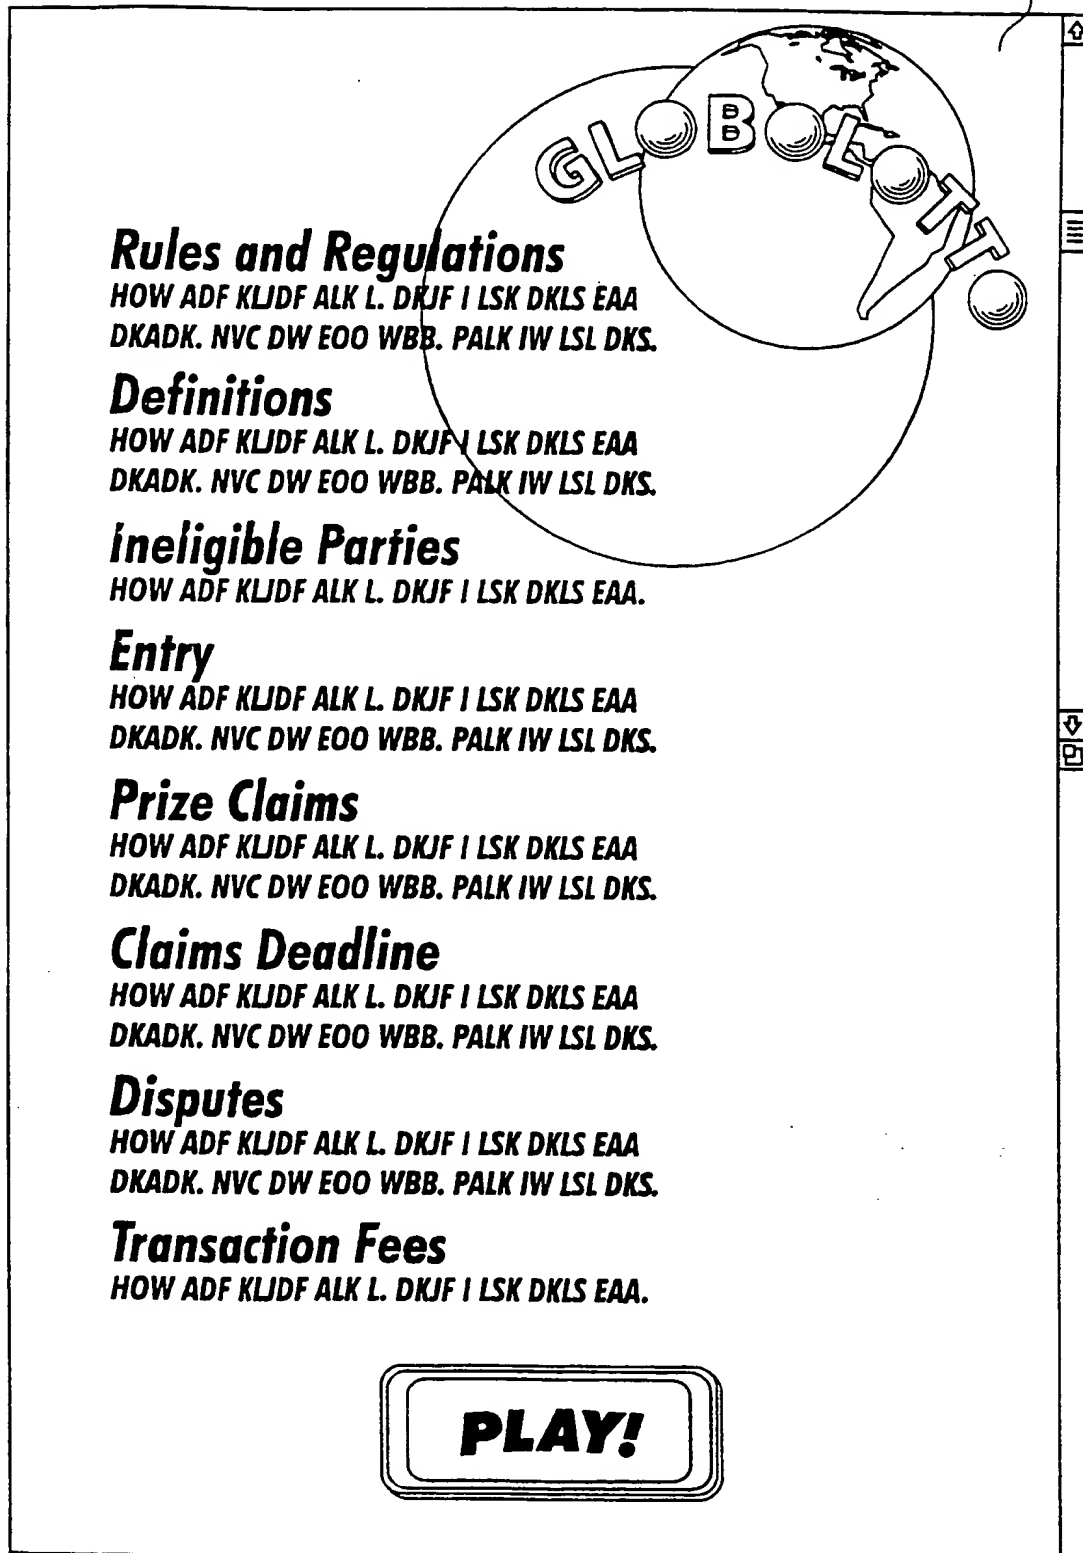 GLOBOLOTTO
Rules and Regulations
HOW ADF KLJDF ALK L. DKJF I LSK DKLS EAA
DKADK. NVC DW EOO WBB. PALK IW LSL DKS.
Definitions
HOW ADF KLJDF ALK L. DKJF I LSK DKLS EAA
DKADK. NVC DW EOO WBB. PALK IW LSL DKS.
Ineligible Parties
HOW ADF KLJDF ALK L. DKJF I LSK DKLS EAA.
Entry
HOW ADF KLJDF ALK L. DKJF I LSK DKLS EAA
DKADK. NVC DW EOO WBB. PALK IW LSL DKS.
Prize Claims
HOW ADF KLJDF ALK L. DKJF I LSK DKLS EAA
DKADK. NVC DW EOO WBB. PALK IW LSL DKS.
Claims Deadline
HOW ADF KLJDF ALK L. DKJF I LSK DKLS EAA
DKADK. NVC DW EOO WBB. PALK IW LSL DKS.
Disputes
HOW ADF KLJDF ALK L. DKJF I LSK DKLS EAA
DKADK. NVC DW EOO WBB. PALK IW LSL DKS.
Transaction Fees
HOW ADF KLJDF ALK L. DKJF I LSK DKLS EAA.
PLAY!